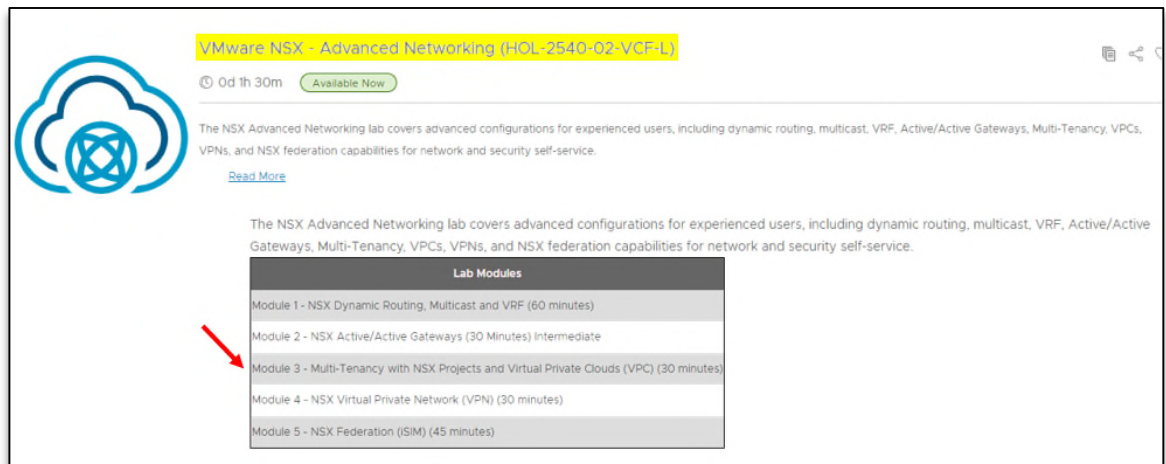 VMware NSX - Advanced Networking (HOL-2540-02-VCF-L)
0d 1h 30m Available Now
The NSX Advanced Networking lab covers advanced configurations for experienced users, including dynamic routing, multicast, VRF, Active/Active Gateways, Multi-Tenancy, VPCs,
VPNs, and NSX federation capabilities for network and security self-service.
Read More
The NSX Advanced Networking lab covers advanced configurations for experienced users, including dynamic routing, multicast, VRF, Active/Active
Gateways, Multi-Tenancy, VPCs, VPNs, and NSX federation capabilities for network and security self-service.
Lab Modules
Module 1 - NSX Dynamic Routing, Multicast and VRF (60 minutes)
Module 2 - NSX Active/Active Gateways (30 Minutes) Intermediate
Module 3 - Multi-Tenancy with NSX Projects and Virtual Private Clouds (VPC) (30 minutes)
Module 4 - NSX Virtual Private Network (VPN) (30 minutes)
Module 5 - NSX Federation (iSIM) (45 minutes)